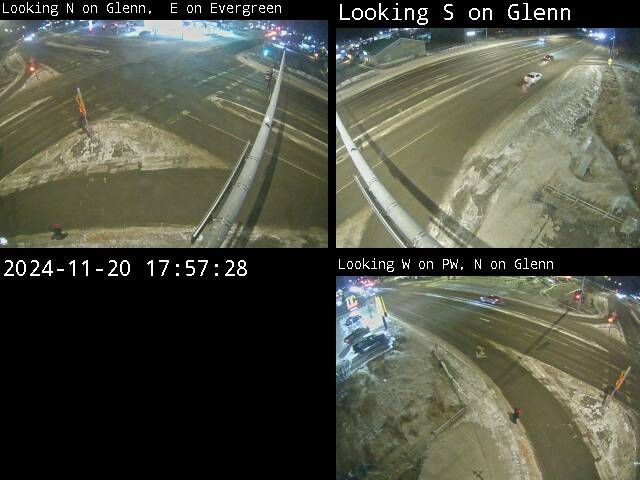 Looking N on Glenn, E on Evergreen
Looking S on Glenn
2024-11-20 17:57:28
Looking W on PW, N on Glenn